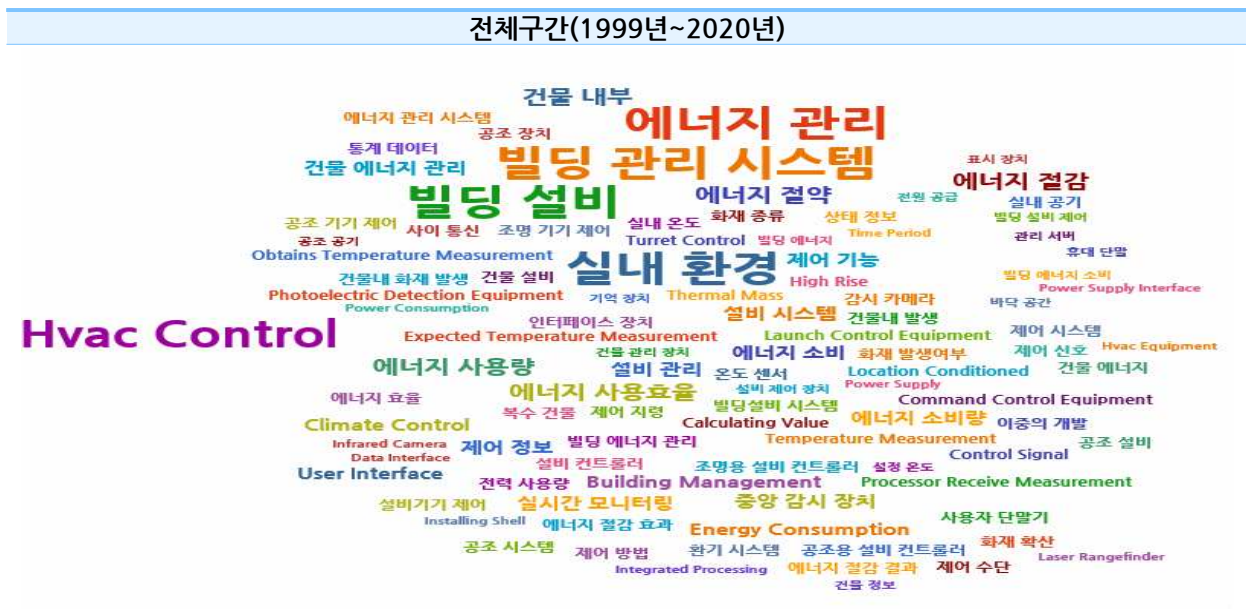 전체구간(1999년~2020년)
건물 내부
에너지 관리 시스템 에너지 관리
공조 장치
통계 데이터 빌딩 관리 시스템 표시 장치
건물 에너지 관리 에너지 절감
빌딩 설비 에너지 절약 전원 공급 실내 공기
공조 기기 제어 사이 통신 조명 기기 제어 실내 온도 화재 종류 상태 정보 빌딩 설비 제어
공조 공기 Turret Control 빌딩 에너지 Time Period 관리 서버
Obtains Temperature Measurement 실내 환경 제어 기능 휴대 단말
건물내 화재 발생 건물 설비 High Rise 빌딩 에너지 소비
Photoelectric Detection Equipment 기억 장치 Thermal Mass 감시 카메라 바닥 공간 Power Supply Interface
Power Consumption 인터페이스 장치 설비 시스템 건물내 발생
Hvac Control Expected Temperature Measurement Launch Control Equipment 제어 시스템
건물 관리 장치 에너지 소비 화재 발생여부 제어 신호 Hvac Equipment
에너지 사용량 설비 관리 온도 센서 Location Conditioned 건물 에너지
에너지 효율 에너지 사용효율 설비 제어 장치 Power Supply Command Control Equipment
복수 건물 제어 지령 빌딩설비 시스템
Climate Control Calculating Value 에너지 소비량 이중의 개발
Infrared Camera 제어 정보 빌딩 에너지 관리 Temperature Measurement 공조 설비
Data Interface 설비 컨트롤러 조명용 설비 컨트롤러 설정 온도 Control Signal
User Interface 전력 사용량 Building Management Processor Receive Measurement
설비기기 제어 실시간 모니터링 중앙 감시 장치
Installing Shell 에너지 절감 효과 Energy Consumption 사용자 단말기
공조 시스템 제어 방법 환기 시스템 공조용 설비 컨트롤러 화재 확산
Integrated Processing 에너지 절감 결과 제어 수단 Laser Rangefinder
건물 정보